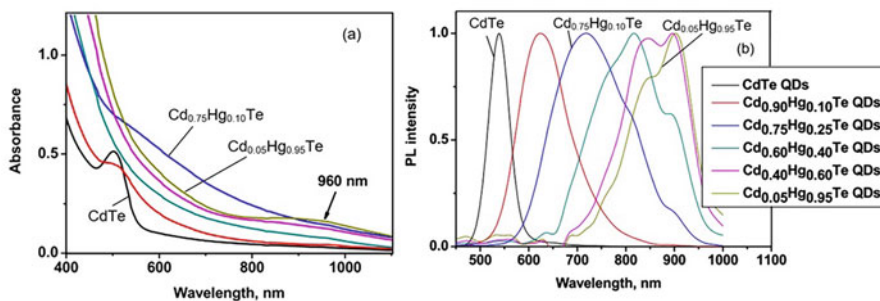 (a)
1.0
0.5
0.0
Absorbance
Cd0.75Hg0.10Te
Cd0.05Hg0.95Te
960 nm
CdTe
400 600 800 1000
Wavelength, nm
CdTe
Cd0.75Hg0.10Te
Cd0.05Hg0.95Te
(b)
1.0
0.5
0.0
PL intensity
CdTe QDs
Cd0.90Hg0.10Te QDs
Cd0.75Hg0.25Te QDs
Cd0.60Hg0.40Te QDs
Cd0.40Hg0.60Te QDs
Cd0.05Hg0.95Te QDs
500 600 700 800 900 1000 1100
Wavelength, nm